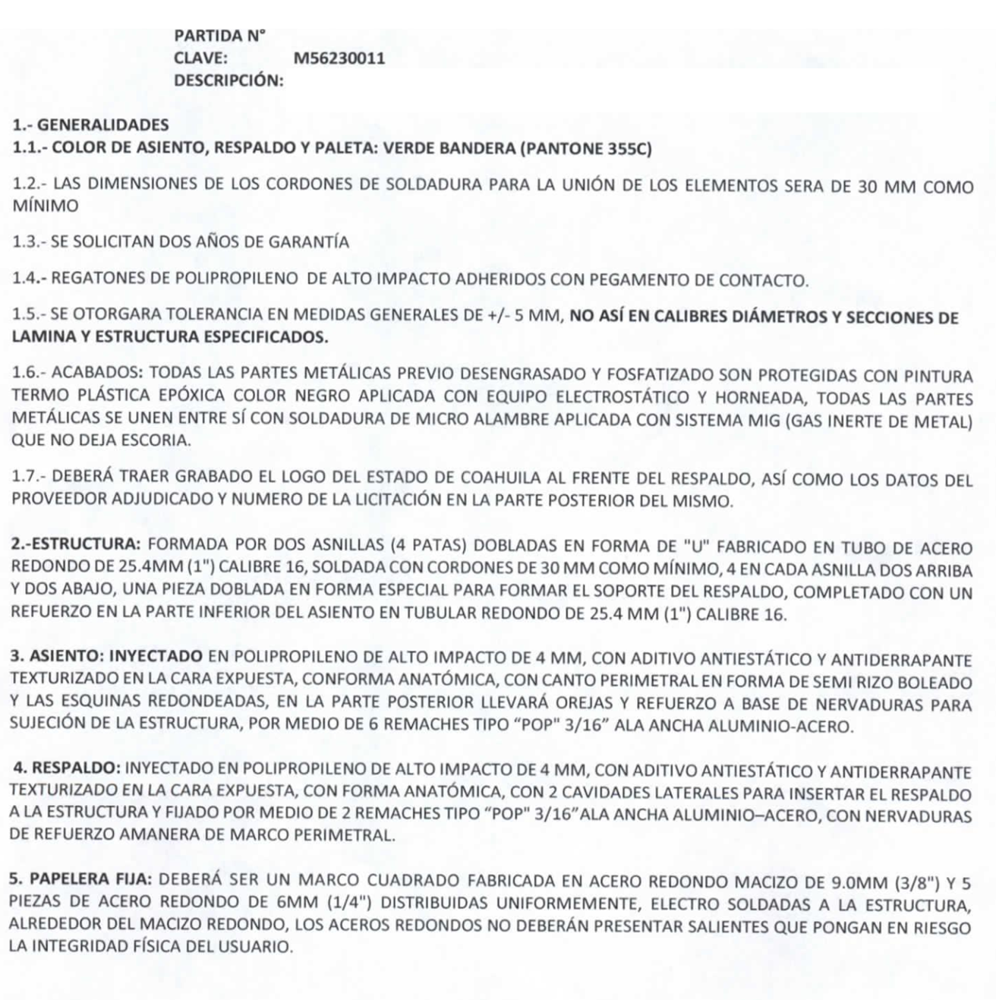 PARTIDA N°
CLAVE: M56230011
DESCRIPCIÓN:
1.- GENERALIDADES
1.1.- COLOR DE ASIENTO, RESPALDO Y PALETA: VERDE BANDERA (PANTONE 355C)
1.2.- LAS DIMENSIONES DE LOS CORDONES DE SOLDADURA PARA LA UNIÓN DE LOS ELEMENTOS SERA DE 30 MM COMO
MÍNIMO
1.3.- SE SOLICITAN DOS AÑOS DE GARANTÍA
1.4.- REGATONES DE POLIPROPILENO DE ALTO IMPACTO ADHERIDOS CON PEGAMENTO DE CONTACTO.
1.5.- SE OTORGARA TOLERANCIA EN MEDIDAS GENERALES DE +/- 5 MM, NO ASÍ EN CALIBRES DIÁMETROS Y SECCIONES DE
LAMINA Y ESTRUCTURA ESPECIFICADOS.
1.6.- ACABADOS: TODAS LAS PARTES METÁLICAS PREVIO DESENGRASADO Y FOSFATIZADO SON PROTEGIDAS CON PINTURA
TERMO PLÁSTICA EPÓXICA COLOR NEGRO APLICADA CON EQUIPO ELECTROSTÁTICO Y HORNEADA, TODAS LAS PARTES
METÁLICAS SE UNEN ENTRE SÍ CON SOLDADURA DE MICRO ALAMBRE APLICADA CON SISTEMA MIG (GAS INERTE DE METAL)
QUE NO DEJA ESCORIA.
1.7.- DEBERÁ TRAER GRABADO EL LOGO DEL ESTADO DE COAHUILA AL FRENTE DEL RESPALDO, ASÍ COMO LOS DATOS DEL
PROVEEDOR ADJUDICADO Y NUMERO DE LA LICITACIÓN EN LA PARTE POSTERIOR DEL MISMO.
2.-ESTRUCTURA: FORMADA POR DOS ASNILLAS (4 PATAS) DOBLADAS EN FORMA DE "U" FABRICADO EN TUBO DE ACERO
REDONDO DE 25.4MM (1") CALIBRE 16, SOLDADA CON CORDONES DE 30 MM COMO MÍNIMO, 4 EN CADA ASNILLA DOS ARRIBA
Y DOS ABAJO, UNA PIEZA DOBLADA EN FORMA ESPECIAL PARA FORMAR EL SOPORTE DEL RESPALDO, COMPLETADO CON UN
REFUERZO EN LA PARTE INFERIOR DEL ASIENTO EN TUBULAR REDONDO DE 25.4 MM (1") CALIBRE 16.
3. ASIENTO: INYECTADO EN POLIPROPILENO DE ALTO IMPACTO DE 4 MM, CON ADITIVO ANTIESTÁTICO Y ANTIDERRAPANTE
TEXTURIZADO EN LA CARA EXPUESTA, CONFORMA ANATÓMICA, CON CANTO PERIMETRAL EN FORMA DE SEMI RIZO BOLEADO
Y LAS ESQUINAS REDONDEADAS, EN LA PARTE POSTERIOR LLEVARÁ OREJAS Y REFUERZO A BASE DE NERVADURAS PARA
SUJECIÓN DE LA ESTRUCTURA, POR MEDIO DE 6 REMACHES TIPO “POP" 3/16” ALA ANCHA ALUMINIO-ACERO.
4. RESPALDO: INYECTADO EN POLIPROPILENO DE ALTO IMPACTO DE 4 MM, CON ADITIVO ANTIESTÁTICO Y ANTIDERRAPANTE
TEXTURIZADO EN LA CARA EXPUESTA, CON FORMA ANATÓMICA, CON 2 CAVIDADES LATERALES PARA INSERTAR EL RESPALDO
A LA ESTRUCTURA Y FIJADO POR MEDIO DE 2 REMACHES TIPO “POP" 3/16”ALA ANCHA ALUMINIO–ACERO, CON NERVADURAS
DE REFUERZO AMANERA DE MARCO PERIMETRAL.
5. PAPELERA FIJA: DEBERÁ SER UN MARCO CUADRADO FABRICADA EN ACERO REDONDO MACIZO DE 9.0MM (3/8") Y 5
PIEZAS DE ACERO REDONDO DE 6MM (1/4") DISTRIBUIDAS UNIFORMEMENTE, ELECTRO SOLDADAS A LA ESTRUCTURA,
ALREDEDOR DEL MACIZO REDONDO, LOS ACEROS REDONDOS NO DEBERÁN PRESENTAR SALIENTES QUE PONGAN EN RIESGO
LA INTEGRIDAD FÍSICA DEL USUARIO.